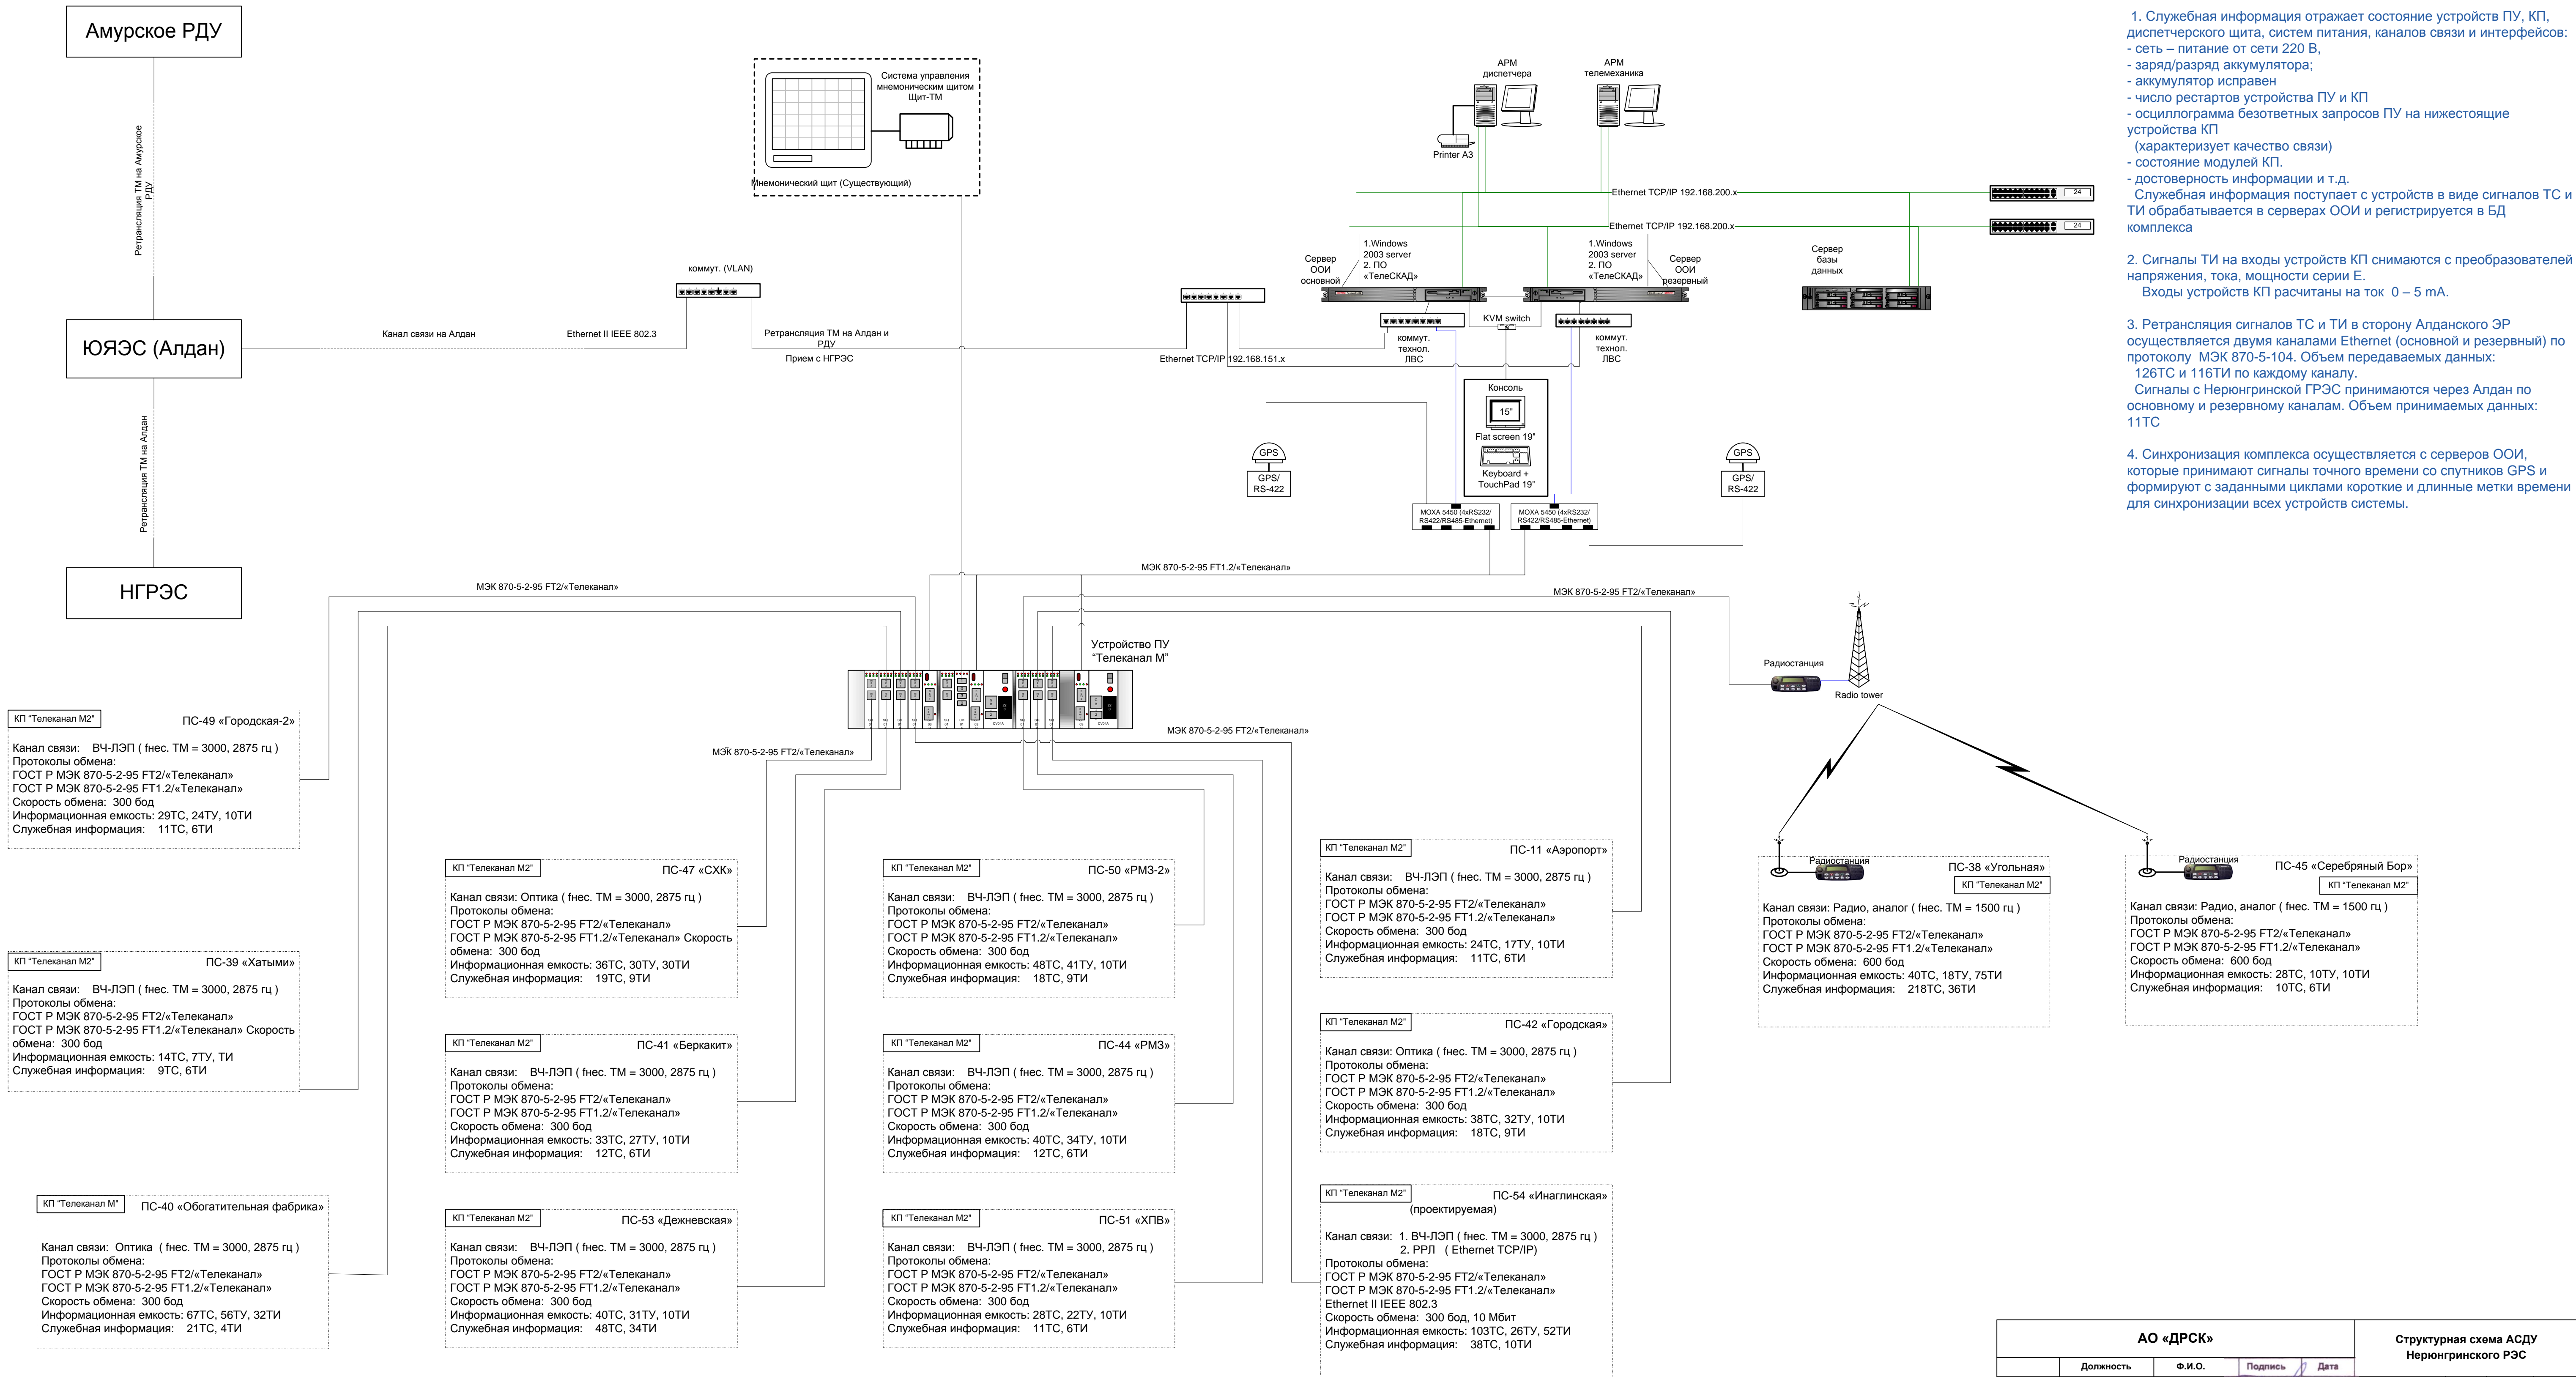 Амурское РДУ
Ретрансляция ТМ на Амурское
РДУ
ЮЯЭС (Алдан)
Ретрансляция ТМ на Алдан
НГРЭС
Канал связи на Алдан
Ethernet II IEEE 802.3
коммут. (VLAN)
Ретрансляция ТМ на Алдан и
РДУ
Прием с НГРЭС
Система управления
мнемоническим щитом
Щит-ТМ
Мнемонический щит (Существующий)
АРМ
диспетчера
АРМ
телемеханика
Printer A3
Ethernet TCP/IP 192.168.200.x
24
Ethernet TCP/IP 192.168.200.x
24
Сервер
ООИ
основной
1.Windows
2003 server
2. ПО
«ТелеСКАД»
1.Windows
2003 server
2. ПО
«ТелеСКАД»
Сервер
ООИ
резервный
Сервер
базы
данных
KVM switch
коммут.
технол.
ЛВС
коммут.
технол.
ЛВС
Ethernet TCP/IP 192.168.151.x
Консоль
15"
Flat screen 19"
Keyboard +
TouchPad 19"
GPS
GPS/
RS-422
GPS
GPS/
RS-422
MOXA 5450 (4xRS232/
RS422/RS485-Ethernet)
MOXA 5450 (4xRS232/
RS422/RS485-Ethernet)
МЭК 870-5-2-95 FT1.2/«Телеканал»
МЭК 870-5-2-95 FT2/«Телеканал»
МЭК 870-5-2-95 FT2/«Телеканал»
Устройство ПУ
“Телеканал М”
МЭК 870-5-2-95 FT2/«Телеканал»
МЭК 870-5-2-95 FT2/«Телеканал»
Радиостанция
Radio tower
1. Служебная информация отражает состояние устройств ПУ, КП,
диспетчерского щита, систем питания, каналов связи и интерфейсов:
- сеть – питание от сети 220 В,
- заряд/разряд аккумулятора;
- аккумулятор исправен
- число рестартов устройства ПУ и КП
- осциллограмма безответных запросов ПУ на нижестоящие
устройства КП
(характеризует качество связи)
- состояние модулей КП.
- достоверность информации и т.д.
Служебная информация поступает с устройств в виде сигналов ТС и
ТИ обрабатывается в серверах ООИ и регистрируется в БД
комплекса
2. Сигналы ТИ на входы устройств КП снимаются с преобразователей
напряжения, тока, мощности серии Е.
Входы устройств КП расчитаны на ток 0 – 5 mA.
3. Ретрансляция сигналов ТС и ТИ в сторону Алданского ЭР
осуществляется двумя каналами Ethernet (основной и резервный) по
протоколу МЭК 870-5-104. Объем передаваемых данных:
126ТС и 116ТИ по каждому каналу.
Сигналы с Нерюнгринской ГРЭС принимаются через Алдан по
основному и резервному каналам. Объем принимаемых данных:
11ТС
4. Синхронизация комплекса осуществляется с серверов ООИ,
которые принимают сигналы точного времени со спутников GPS и
формируют с заданными циклами короткие и длинные метки времени
для синхронизации всех устройств системы.
КП "Телеканал М2"
ПС-49 «Городская-2»
Канал связи: ВЧ-ЛЭП ( fнес. ТМ = 3000, 2875 гц )
Протоколы обмена:
ГОСТ Р МЭК 870-5-2-95 FT2/«Телеканал»
ГОСТ Р МЭК 870-5-2-95 FT1.2/«Телеканал»
Скорость обмена: 300 бод
Информационная емкость: 29ТС, 24ТУ, 10ТИ
Служебная информация: 11ТС, 6ТИ
КП "Телеканал М2"
ПС-39 «Хатыми»
Канал связи: ВЧ-ЛЭП ( fнес. ТМ = 3000, 2875 гц )
Протоколы обмена:
ГОСТ Р МЭК 870-5-2-95 FT2/«Телеканал»
ГОСТ Р МЭК 870-5-2-95 FT1.2/«Телеканал» Скорость
обмена: 300 бод
Информационная емкость: 14ТС, 7ТУ, ТИ
Служебная информация: 9ТС, 6ТИ
КП "Телеканал М"
ПС-40 «Обогатительная фабрика»
Канал связи: Оптика ( fнес. ТМ = 3000, 2875 гц )
Протоколы обмена:
ГОСТ Р МЭК 870-5-2-95 FT2/«Телеканал»
ГОСТ Р МЭК 870-5-2-95 FT1.2/«Телеканал»
Скорость обмена: 300 бод
Информационная емкость: 67ТС, 56ТУ, 32ТИ
Служебная информация: 21ТС, 4ТИ
КП "Телеканал М2"
ПС-47 «СХК»
Канал связи: Оптика ( fнес. ТМ = 3000, 2875 гц )
Протоколы обмена:
ГОСТ Р МЭК 870-5-2-95 FT2/«Телеканал»
ГОСТ Р МЭК 870-5-2-95 FT1.2/«Телеканал» Скорость
обмена: 300 бод
Информационная емкость: 36ТС, 30ТУ, 30ТИ
Служебная информация: 19ТС, 9ТИ
КП "Телеканал М2"
ПС-41 «Беркакит»
Канал связи: ВЧ-ЛЭП ( fнес. ТМ = 3000, 2875 гц )
Протоколы обмена:
ГОСТ Р МЭК 870-5-2-95 FT2/«Телеканал»
ГОСТ Р МЭК 870-5-2-95 FT1.2/«Телеканал»
Скорость обмена: 300 бод
Информационная емкость: 33ТС, 27ТУ, 10ТИ
Служебная информация: 12ТС, 6ТИ
КП "Телеканал М2"
ПС-53 «Дежневская»
Канал связи: ВЧ-ЛЭП ( fнес. ТМ = 3000, 2875 гц )
Протоколы обмена:
ГОСТ Р МЭК 870-5-2-95 FT2/«Телеканал»
ГОСТ Р МЭК 870-5-2-95 FT1.2/«Телеканал»
Скорость обмена: 300 бод
Информационная емкость: 40ТС, 31ТУ, 10ТИ
Служебная информация: 48ТС, 34ТИ
КП "Телеканал М2"
ПС-50 «РМЗ-2»
Канал связи: ВЧ-ЛЭП ( fнес. ТМ = 3000, 2875 гц )
Протоколы обмена:
ГОСТ Р МЭК 870-5-2-95 FT2/«Телеканал»
ГОСТ Р МЭК 870-5-2-95 FT1.2/«Телеканал»
Скорость обмена: 300 бод
Информационная емкость: 48ТС, 41ТУ, 10ТИ
Служебная информация: 18ТС, 9ТИ
КП "Телеканал М2"
ПС-44 «РМЗ»
Канал связи: ВЧ-ЛЭП ( fнес. ТМ = 3000, 2875 гц )
Протоколы обмена:
ГОСТ Р МЭК 870-5-2-95 FT2/«Телеканал»
ГОСТ Р МЭК 870-5-2-95 FT1.2/«Телеканал»
Скорость обмена: 300 бод
Информационная емкость: 40ТС, 34ТУ, 10ТИ
Служебная информация: 12ТС, 6ТИ
КП "Телеканал М2"
ПС-51 «ХПВ»
Канал связи: ВЧ-ЛЭП ( fнес. ТМ = 3000, 2875 гц )
Протоколы обмена:
ГОСТ Р МЭК 870-5-2-95 FT2/«Телеканал»
ГОСТ Р МЭК 870-5-2-95 FT1.2/«Телеканал»
Скорость обмена: 300 бод
Информационная емкость: 28ТС, 22ТУ, 10ТИ
Служебная информация: 11ТС, 6ТИ
КП "Телеканал М2"
ПС-11 «Аэропорт»
Канал связи: ВЧ-ЛЭП ( fнес. ТМ = 3000, 2875 гц )
Протоколы обмена:
ГОСТ Р МЭК 870-5-2-95 FT2/«Телеканал»
ГОСТ Р МЭК 870-5-2-95 FT1.2/«Телеканал»
Скорость обмена: 300 бод
Информационная емкость: 24ТС, 17ТУ, 10ТИ
Служебная информация: 11ТС, 6ТИ
КП "Телеканал М2"
ПС-42 «Городская»
Канал связи: Оптика ( fнес. ТМ = 3000, 2875 гц )
Протоколы обмена:
ГОСТ Р МЭК 870-5-2-95 FT2/«Телеканал»
ГОСТ Р МЭК 870-5-2-95 FT1.2/«Телеканал»
Скорость обмена: 300 бод
Информационная емкость: 38ТС, 32ТУ, 10ТИ
Служебная информация: 18ТС, 9ТИ
КП "Телеканал М2"
ПС-54 «Инаглинская»
(проектируемая)
Канал связи: 1. ВЧ-ЛЭП ( fнес. ТМ = 3000, 2875 гц )
2. РРЛ ( Ethernet TCP/IP)
Протоколы обмена:
ГОСТ Р МЭК 870-5-2-95 FT2/«Телеканал»
ГОСТ Р МЭК 870-5-2-95 FT1.2/«Телеканал»
Ethernet II IEEE 802.3
Скорость обмена: 300 бод, 10 Мбит
Информационная емкость: 103ТС, 26ТУ, 52ТИ
Служебная информация: 38ТС, 10ТИ
Радиостанция
ПС-38 «Угольная»
КП "Телеканал М2"
Канал связи: Радио, аналог ( fнес. ТМ = 1500 гц )
Протоколы обмена:
ГОСТ Р МЭК 870-5-2-95 FT2/«Телеканал»
ГОСТ Р МЭК 870-5-2-95 FT1.2/«Телеканал»
Скорость обмена: 600 бод
Информационная емкость: 40ТС, 18ТУ, 75ТИ
Служебная информация: 218ТС, 36ТИ
Радиостанция
ПС-45 «Серебряный Бор»
КП "Телеканал М2"
Канал связи: Радио, аналог ( fнес. ТМ = 1500 гц )
Протоколы обмена:
ГОСТ Р МЭК 870-5-2-95 FT2/«Телеканал»
ГОСТ Р МЭК 870-5-2-95 FT1.2/«Телеканал»
Скорость обмена: 600 бод
Информационная емкость: 28ТС, 10ТУ, 10ТИ
Служебная информация: 10ТС, 6ТИ
АО «ДРСК»
Структурная схема АСДУ
Нерюнгринского РЭС
Должность Ф.И.О. Подпись Дата